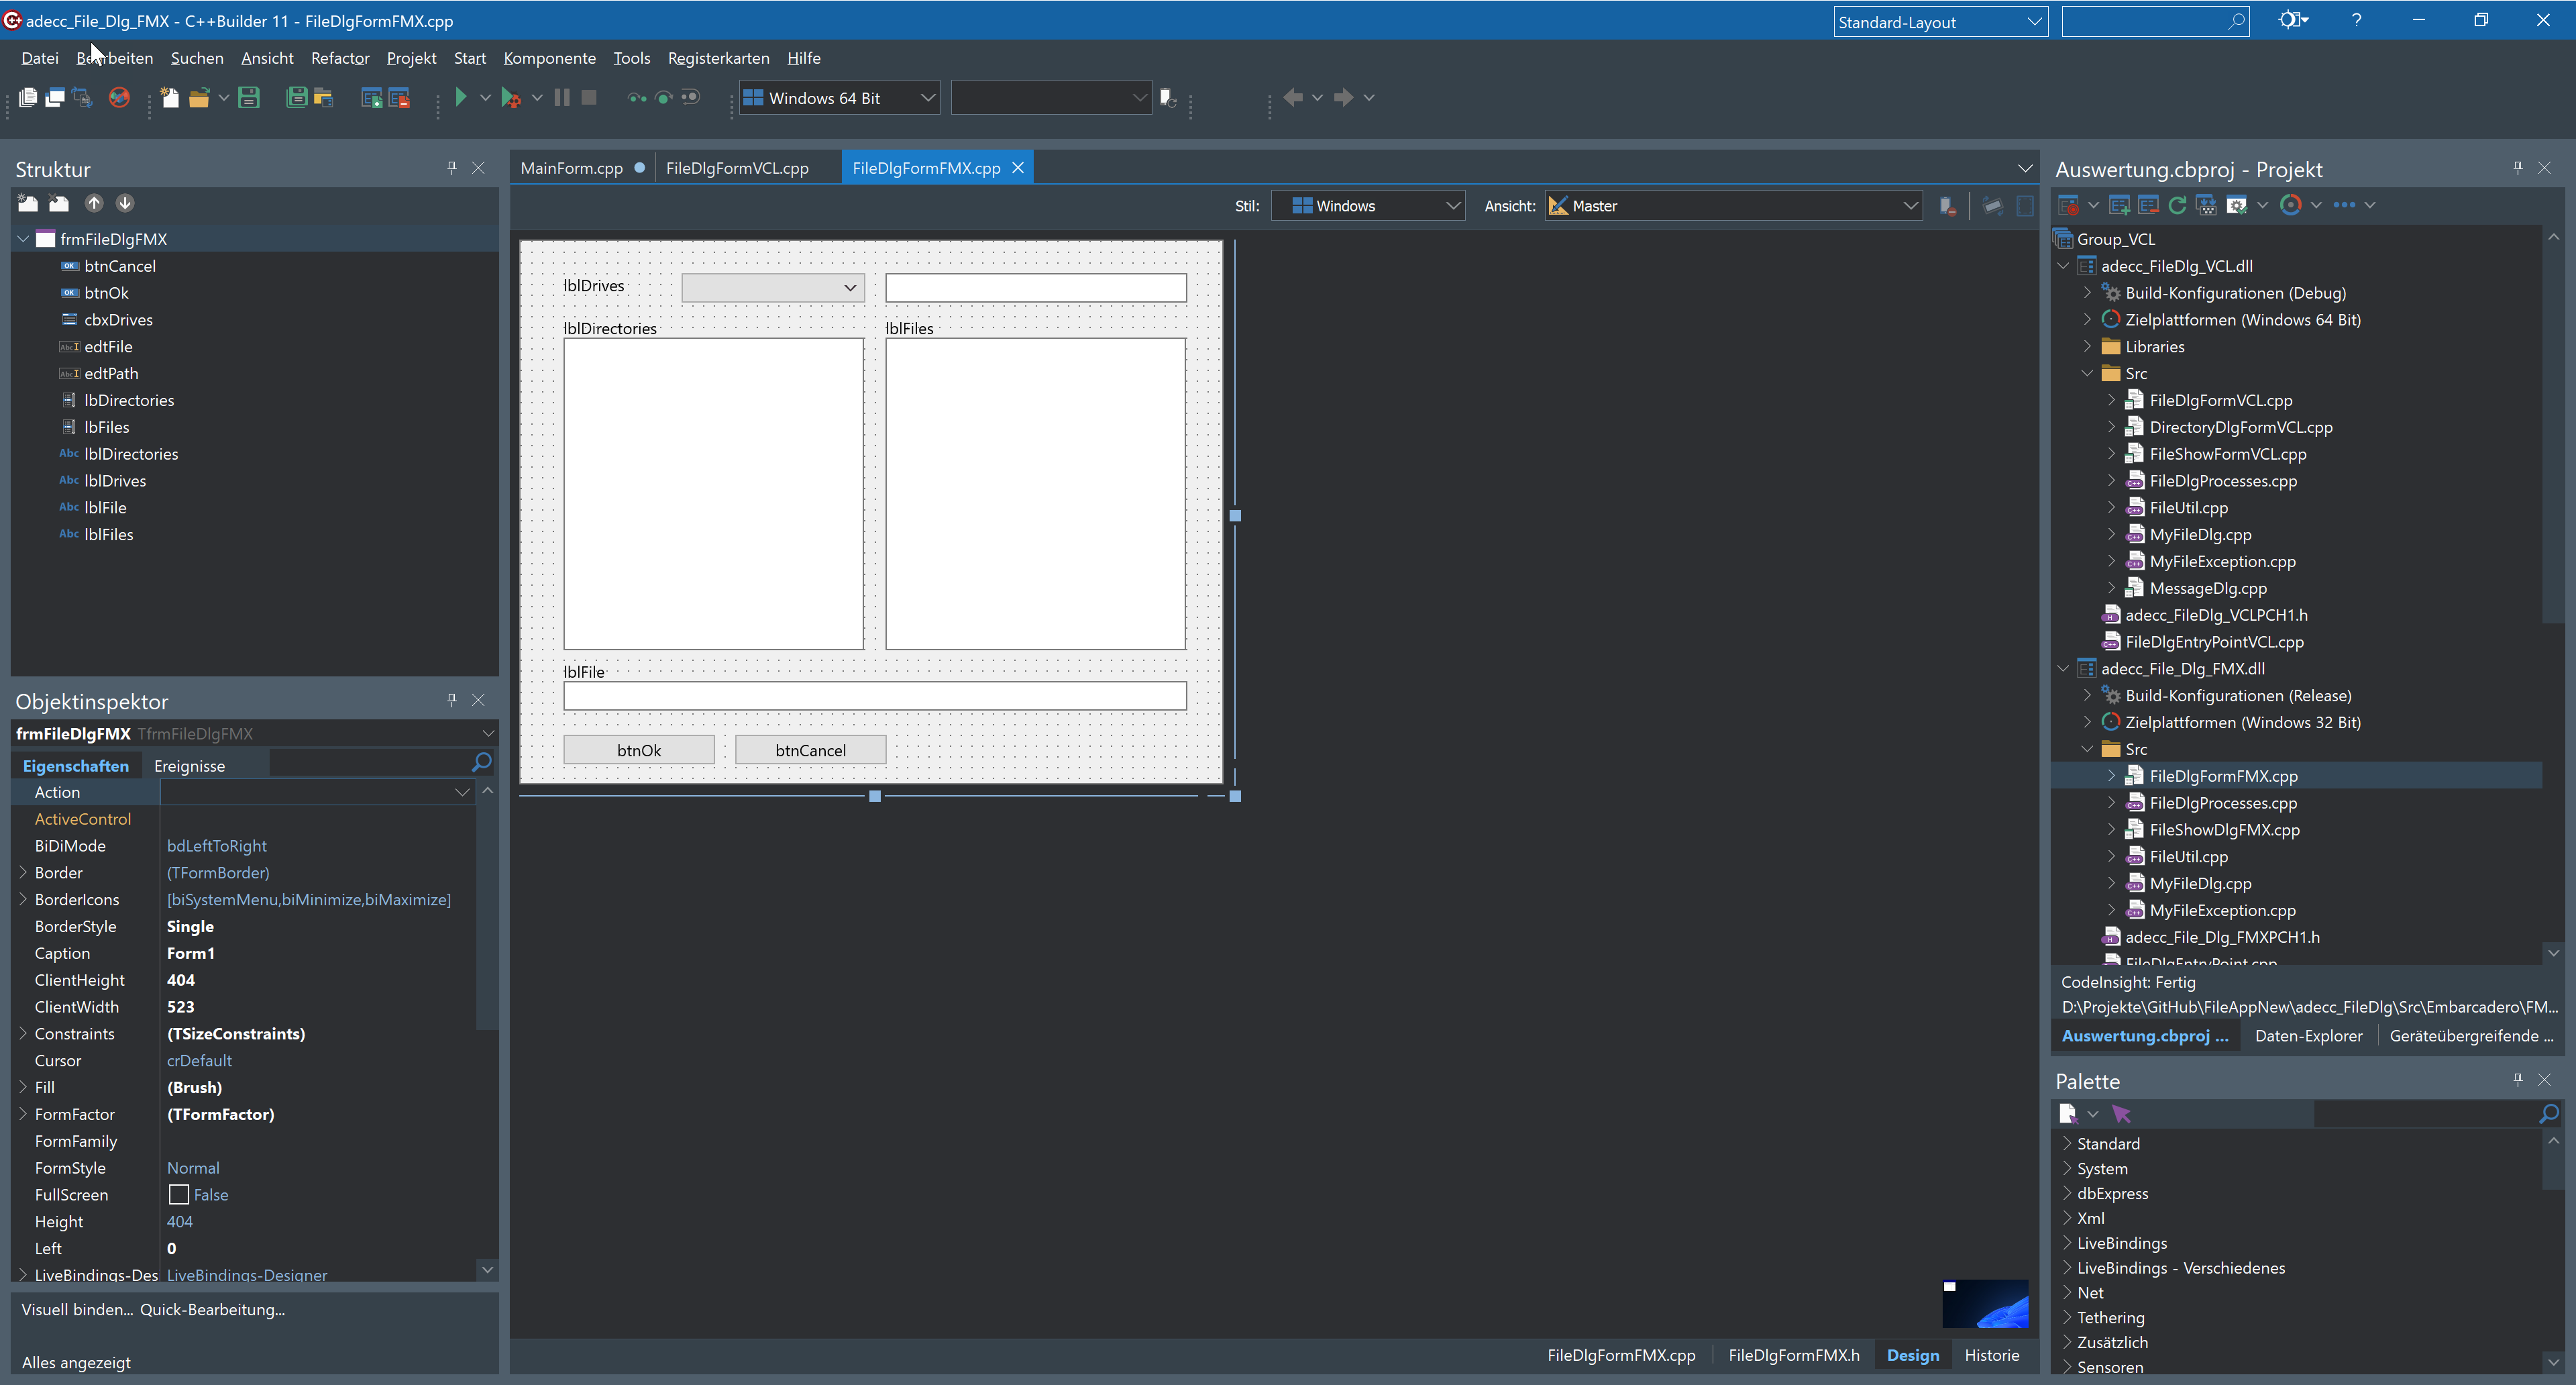 adecc_File_Dlg_FMX - C++Builder 11 - FileDlgFormFMX.cpp
Standard-Layout
?
Datei Bearbeiten Suchen Ansicht Refactor Projekt Start Komponente Tools Registerkarten Hilfe
Windows 64 Bit
Struktur
frmFileDlgFMX
btnCancel
btnOk
cbxDrives
edtFile
edtPath
lbDirectories
lbFiles
Abc lblDirectories
Abc lblDrives
Abc lblFile
Abc lblFiles
Objektinspektor
frmFileDlgFMX TfrmFileDlgFMX
Eigenschaften Ereignisse
Action
ActiveControl
BiDiMode bdLeftToRight
Border (TFormBorder)
BorderIcons [biSystemMenu,biMinimize,biMaximize]
BorderStyle Single
Caption Form1
ClientHeight 404
ClientWidth 523
Constraints (TSizeConstraints)
Cursor crDefault
Fill (Brush)
FormFactor (TFormFactor)
FormFamily
FormStyle Normal
FullScreen False
Height 404
Left 0
LiveBindings-Des LiveBindings-Designer
Visuell binden... Quick-Bearbeitung...
Alles angezeigt
MainForm.cpp FileDlgFormVCL.cpp FileDlgFormFMX.cpp
Stil: Windows Ansicht: Master
lblDrives
lblDirectories lblFiles
lblFile
btnOk btnCancel
FileDlgFormFMX.cpp FileDlgFormFMX.h Design Historie
Auswertung.cbproj - Projekt
Group_VCL
adecc_FileDlg_VCL.dll
Build-Konfigurationen (Debug)
Zielplattformen (Windows 64 Bit)
Libraries
Src
FileDlgFormVCL.cpp
DirectoryDlgFormVCL.cpp
FileShowFormVCL.cpp
FileDlgProcesses.cpp
FileUtil.cpp
MyFileDlg.cpp
MyFileException.cpp
MessageDlg.cpp
adecc_FileDlg_VCLPCH1.h
FileDlgEntryPointVCL.cpp
adecc_File_Dlg_FMX.dll
Build-Konfigurationen (Release)
Zielplattformen (Windows 32 Bit)
Src
FileDlgFormFMX.cpp
FileDlgProcesses.cpp
FileShowDlgFMX.cpp
FileUtil.cpp
MyFileDlg.cpp
MyFileException.cpp
adecc_File_Dlg_FMXPCH1.h
FileDlgEntryPoint.cpp
CodeInsight: Fertig
D:\Projekte\GitHub\FileAppNew\adecc_FileDlg\Src\Embarcadero\FM...
Auswertung.cbproj ... Daten-Explorer Geräteübergreifende ...
Palette
Standard
System
dbExpress
Xml
LiveBindings
LiveBindings - Verschiedenes
Net
Tethering
Zusätzlich
Sensoren